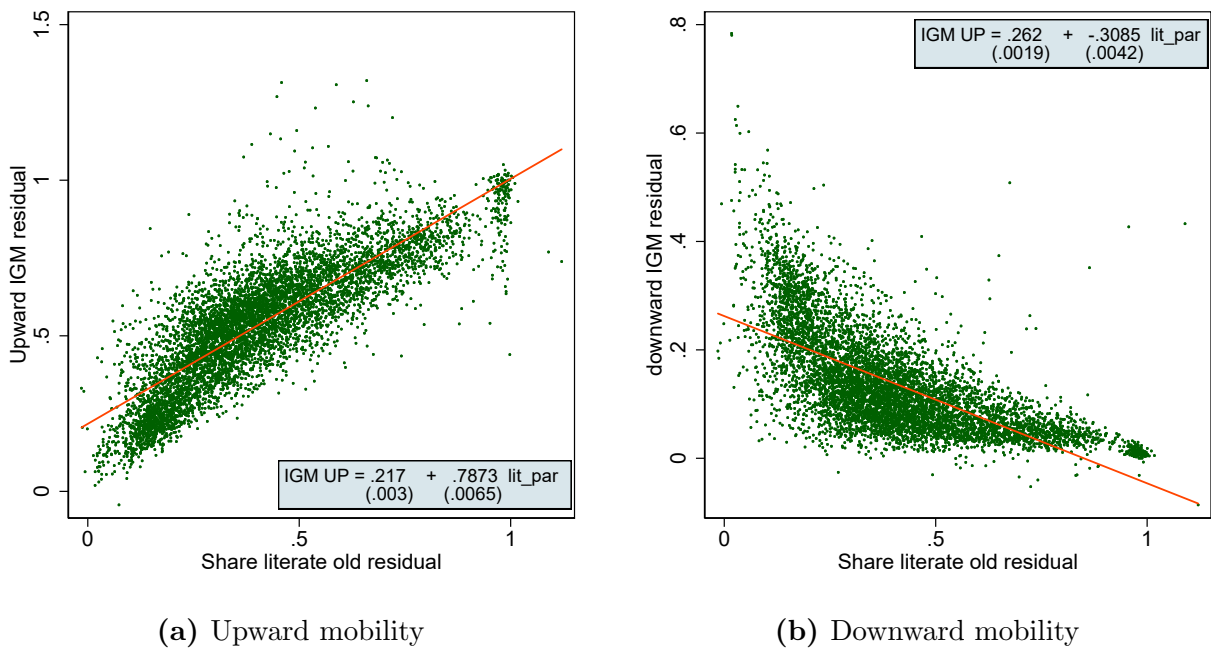 1.5
1
.5
0
Upward IGM residual
IGM UP = .217 + .7873 lit_par
(.003) (.0065)
0 .5 1
Share literate old residual
(a) Upward mobility
.8
.6
.4
.2
0
downward IGM residual
IGM UP = .262 + -.3085 lit_par
(.0019) (.0042)
0 .5 1
Share literate old residual
(b) Downward mobility